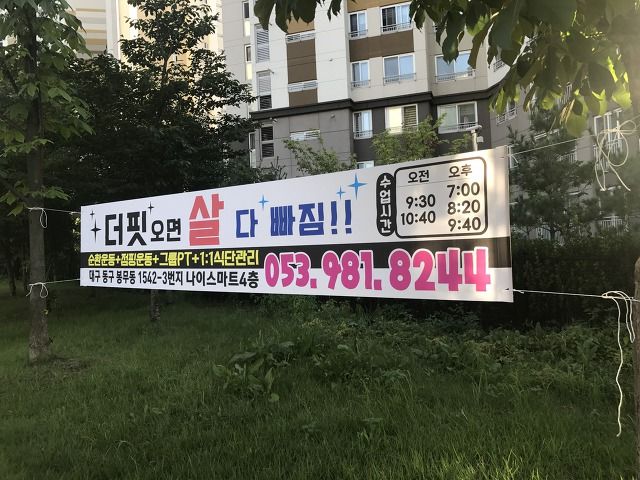 더핏오면 살 다 빠짐!!
순환운동+점핑운동+그룹PT+1:1식단관리
대구 동구 봉무동 1542-3번지 나이스마트4층
053.981.8244
수업시간
오전 오후
9:30 7:00
10:40 8:20
9:40